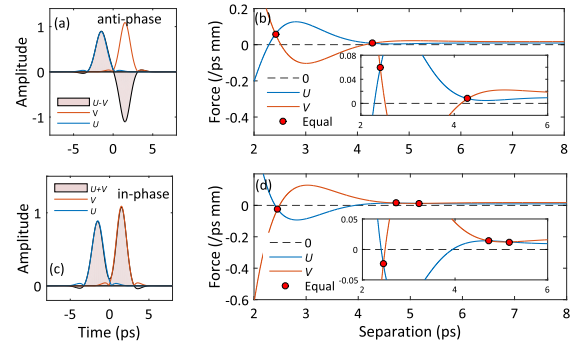 (a)
anti-phase
Amplitude
1
0
-1
U-V
V
U
-5
0
5
(b)
Force (/ps mm)
0.2
0
-0.2
-0.4
0
U
V
Equal
0.08
0.04
0
2
4
6
2
3
4
5
6
7
8
in-phase
U+V
V
U
(c)
Amplitude
1
0
-5
0
5
Time (ps)
(d)
Force (/ps mm)
0.2
0
-0.2
-0.4
-0.6
0
U
V
Equal
0.05
0
-0.05
2
4
6
2
3
4
5
6
7
8
Separation (ps)